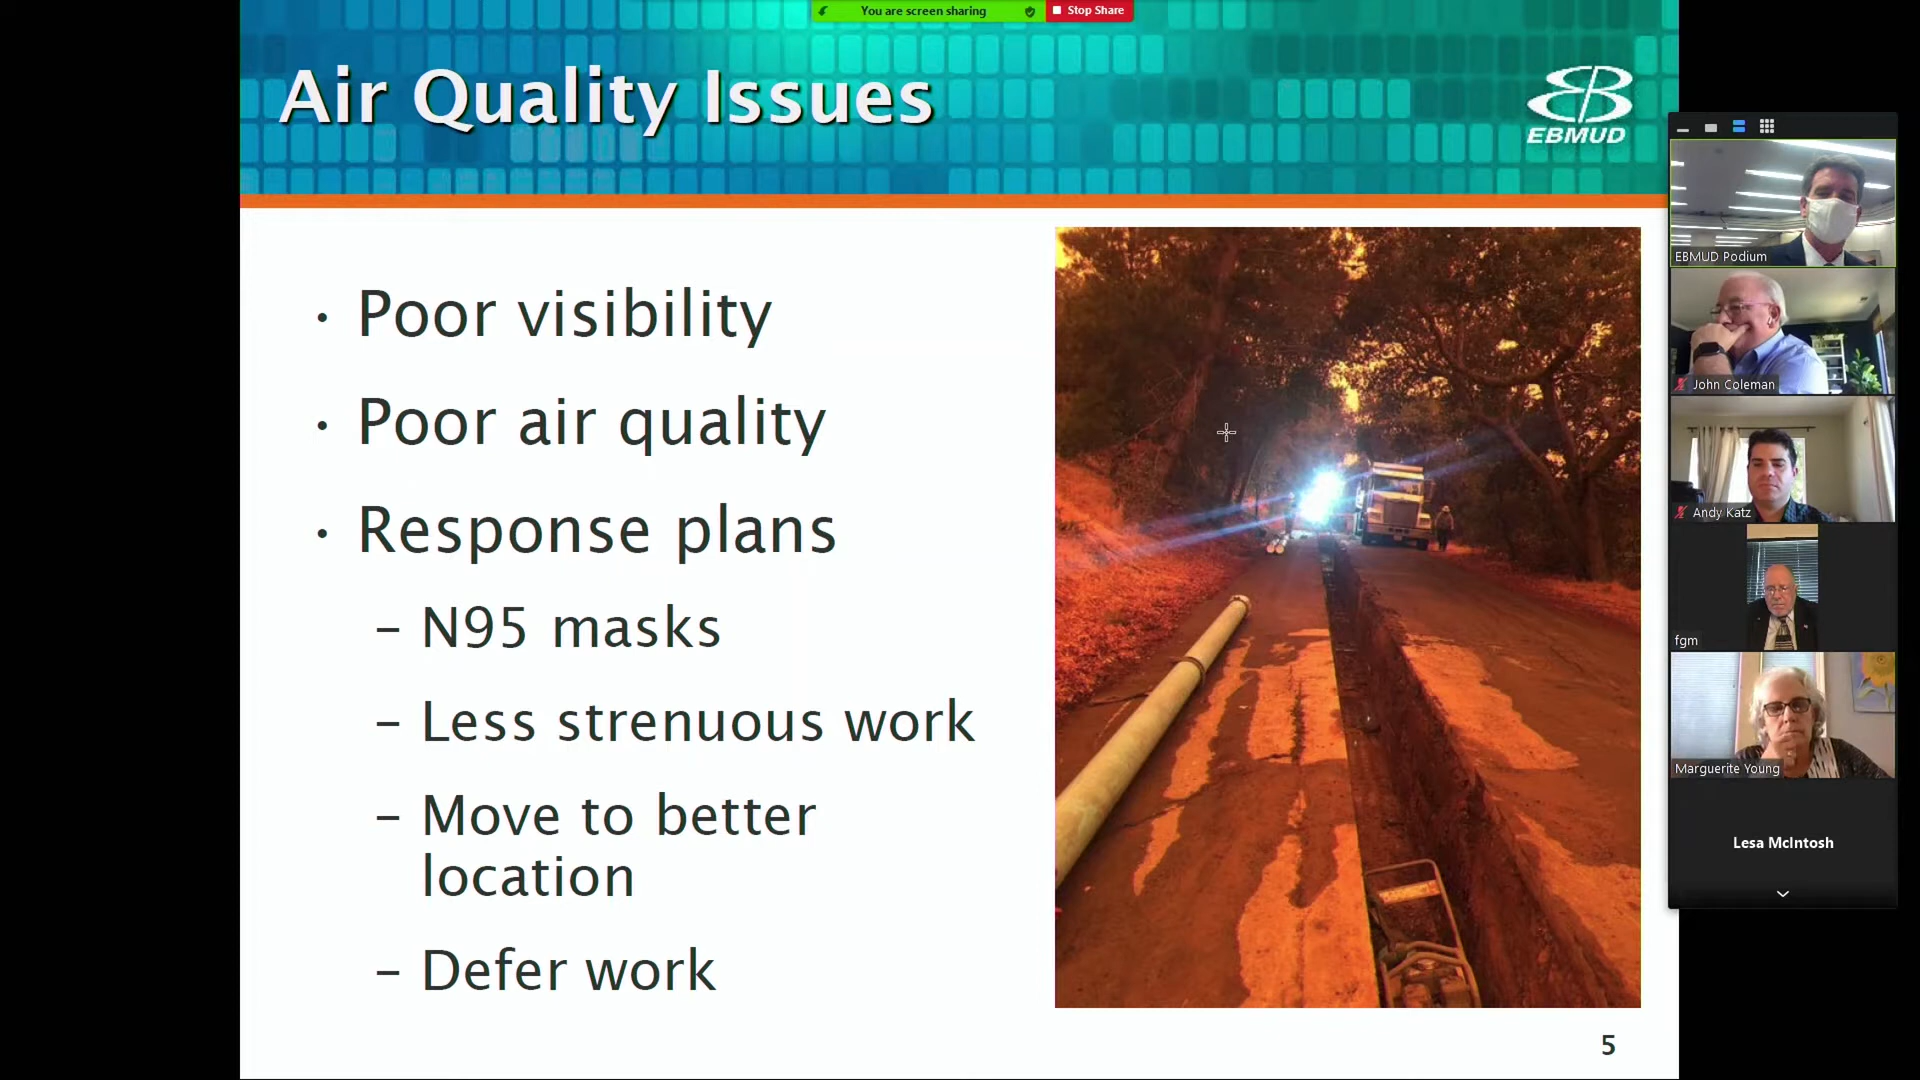 You are screen sharing
Stop Share
Air Quality Issues
EBMUD
• Poor visibility
• Poor air quality
• Response plans
– N95 masks
– Less strenuous work
– Move to better
location
– Defer work
5
EBMUD Podium
John Coleman
Andy Katz
fgm
Marguerite Young
Lesa McIntosh